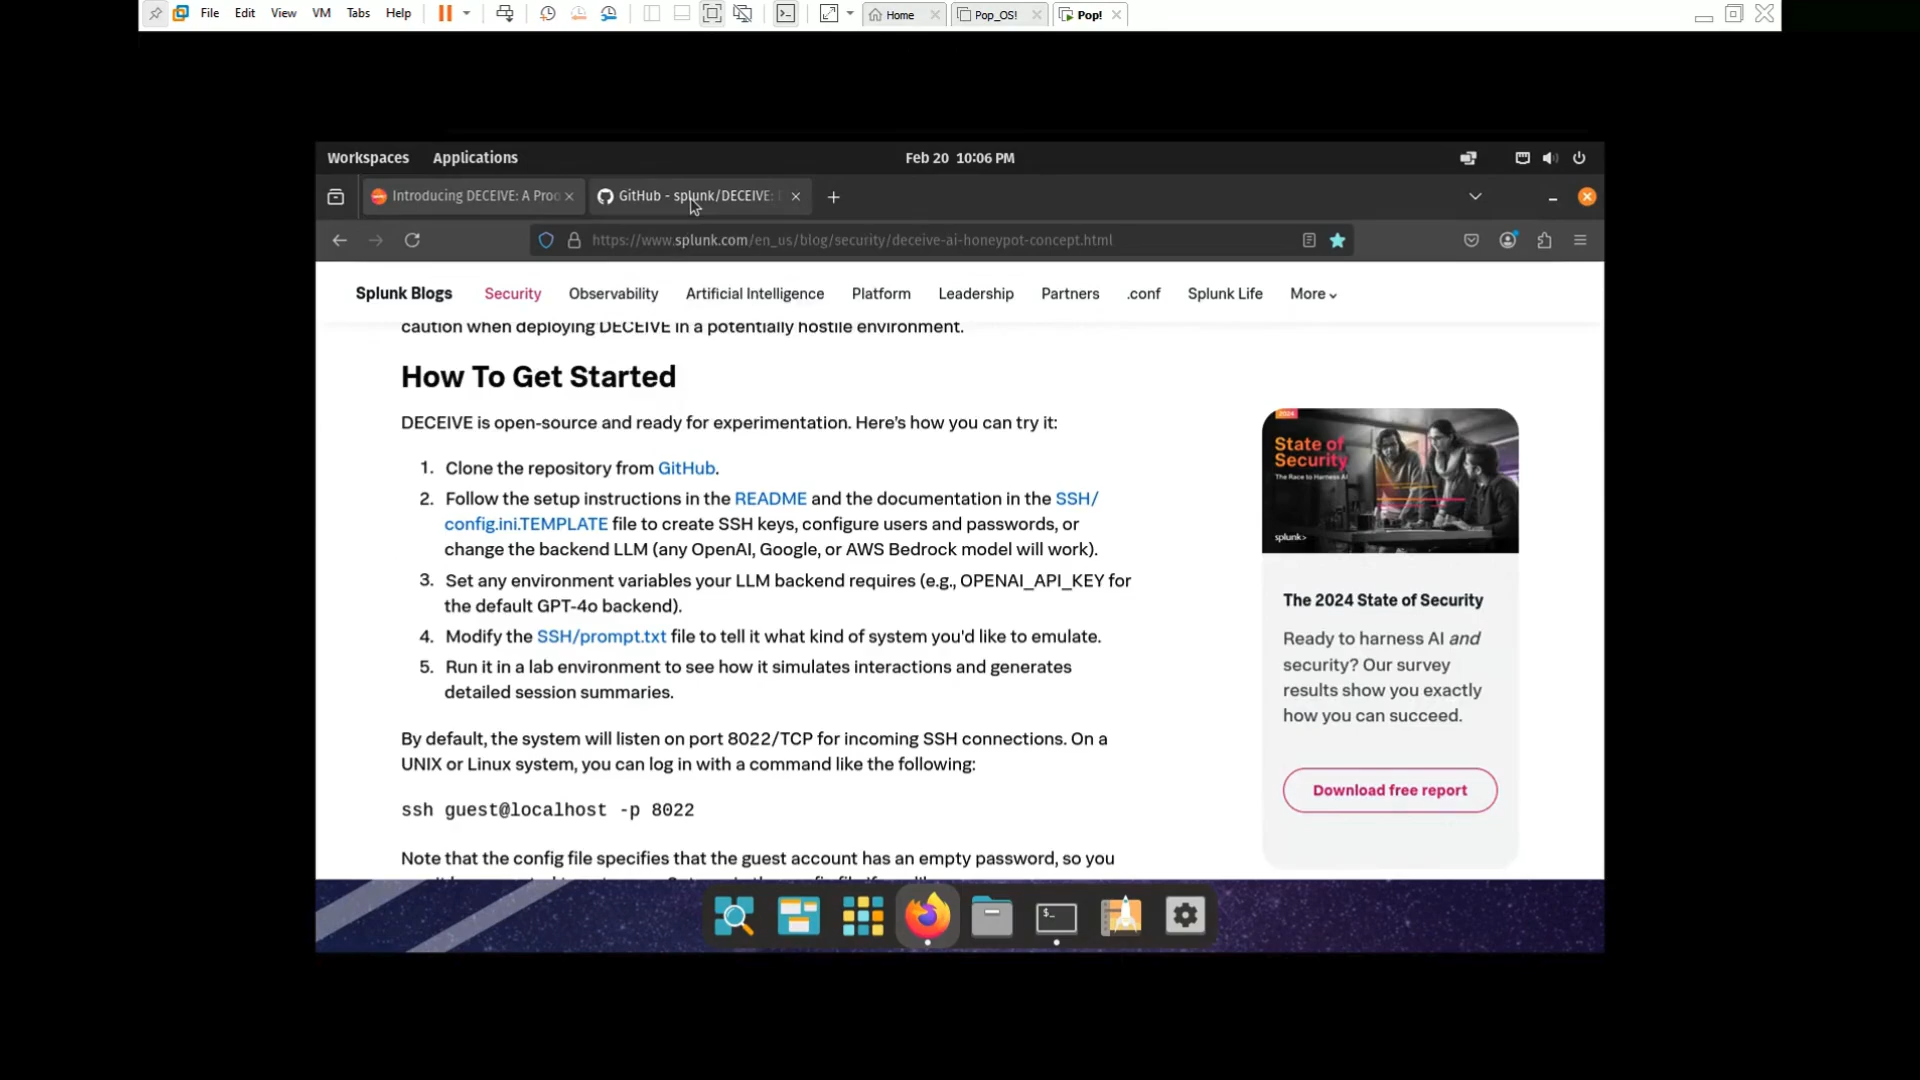 File Edit View VM Tabs Help Home Pop_OS! Pop!
Workspaces Applications Feb 20 10:06 PM
Introducing DECEIVE: A Proo GitHub - splunk/DECEIVE:
https://www.splunk.com/en_us/blog/security/deceive-ai-honeypot-concept.html
Splunk Blogs Security Observability Artificial Intelligence Platform Leadership Partners .conf Splunk Life More
caution when deploying DECEIVE in a potentially hostile environment.
How To Get Started
DECEIVE is open-source and ready for experimentation. Here's how you can try it:
1. Clone the repository from GitHub.
2. Follow the setup instructions in the README and the documentation in the SSH/
config.ini.TEMPLATE file to create SSH keys, configure users and passwords, or
change the backend LLM (any OpenAI, Google, or AWS Bedrock model will work).
3. Set any environment variables your LLM backend requires (e.g., OPENAI_API_KEY for
the default GPT-4o backend).
4. Modify the SSH/prompt.txt file to tell it what kind of system you'd like to emulate.
5. Run it in a lab environment to see how it simulates interactions and generates
detailed session summaries.
By default, the system will listen on port 8022/TCP for incoming SSH connections. On a
UNIX or Linux system, you can log in with a command like the following:
ssh guest@localhost -p 8022
Note that the config file specifies that the guest account has an empty password, so you
2024
State of
Security
The Race to Harness AI
splunk>
The 2024 State of Security
Ready to harness AI and
security? Our survey
results show you exactly
how you can succeed.
Download free report